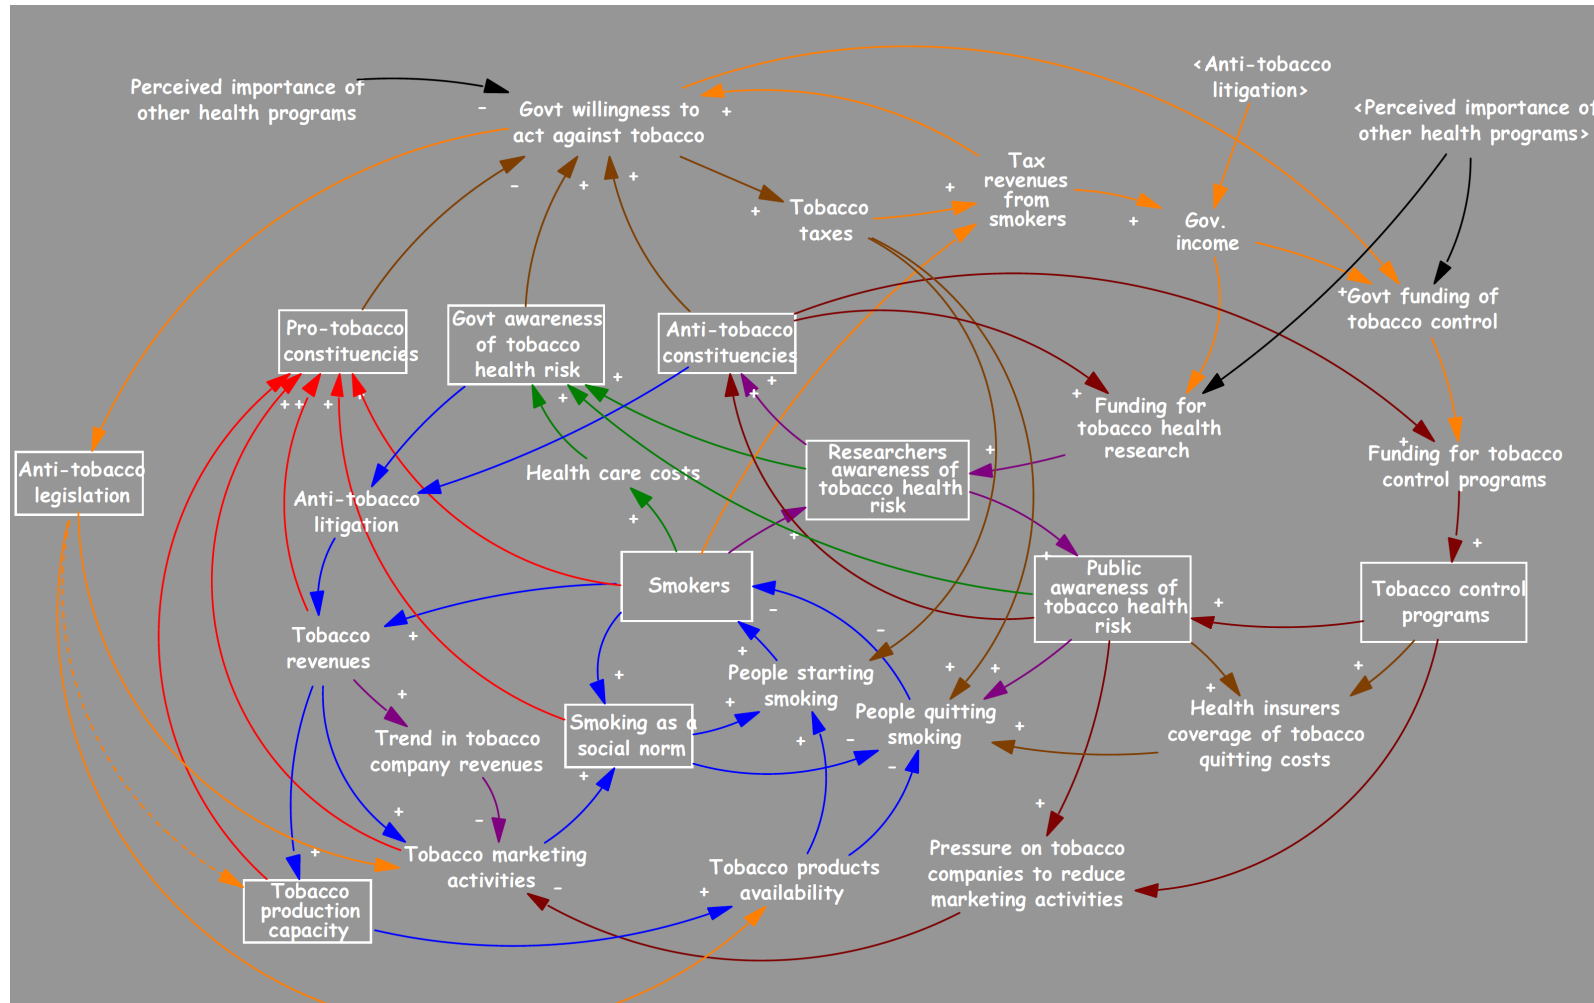 Perceived importance of
other health programs
Govt willingness to
act against tobacco
<Anti-tobacco
litigation>
<Perceived importance of
other health programs>
Tax
revenues
from
smokers
Tobacco
taxes
Gov.
income
Govt funding of
tobacco control
Pro-tobacco
constituencies
Govt awareness
of tobacco
health risk
Anti-tobacco
constituencies
Funding for
tobacco health
research
Funding for tobacco
control programs
Anti-tobacco
legislation
Anti-tobacco
litigation
Health care costs
Researchers
awareness of
tobacco health
risk
Smokers
Public
awareness of
tobacco health
risk
Tobacco control
programs
Tobacco
revenues
People starting
smoking
People quitting
smoking
Health insurers
coverage of tobacco
quitting costs
Smoking as a
social norm
Trend in tobacco
company revenues
Tobacco marketing
activities
Tobacco products
availability
Pressure on tobacco
companies to reduce
marketing activities
Tobacco
production
capacity